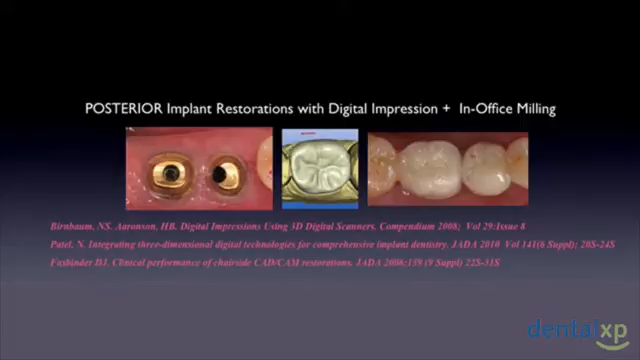 POSTERIOR Implant Restorations with Digital Impression + In-Office Milling
Birnbaum, NS. Aaronson, HB. Digital Impressions Using 3D Digital Scanners. Compendium 2008; Vol 29:Issue 8
Patel, N. Integrating three-dimensional digital technologies for comprehensive implant dentistry. JADA 2010 Vol 141(6 Suppl); 20S-24S
Fasbinder DJ. Clinical performance of chairside CAD/CAM restorations. JADA 2006:139 (9 Suppl) 22S-31S
dentalxp